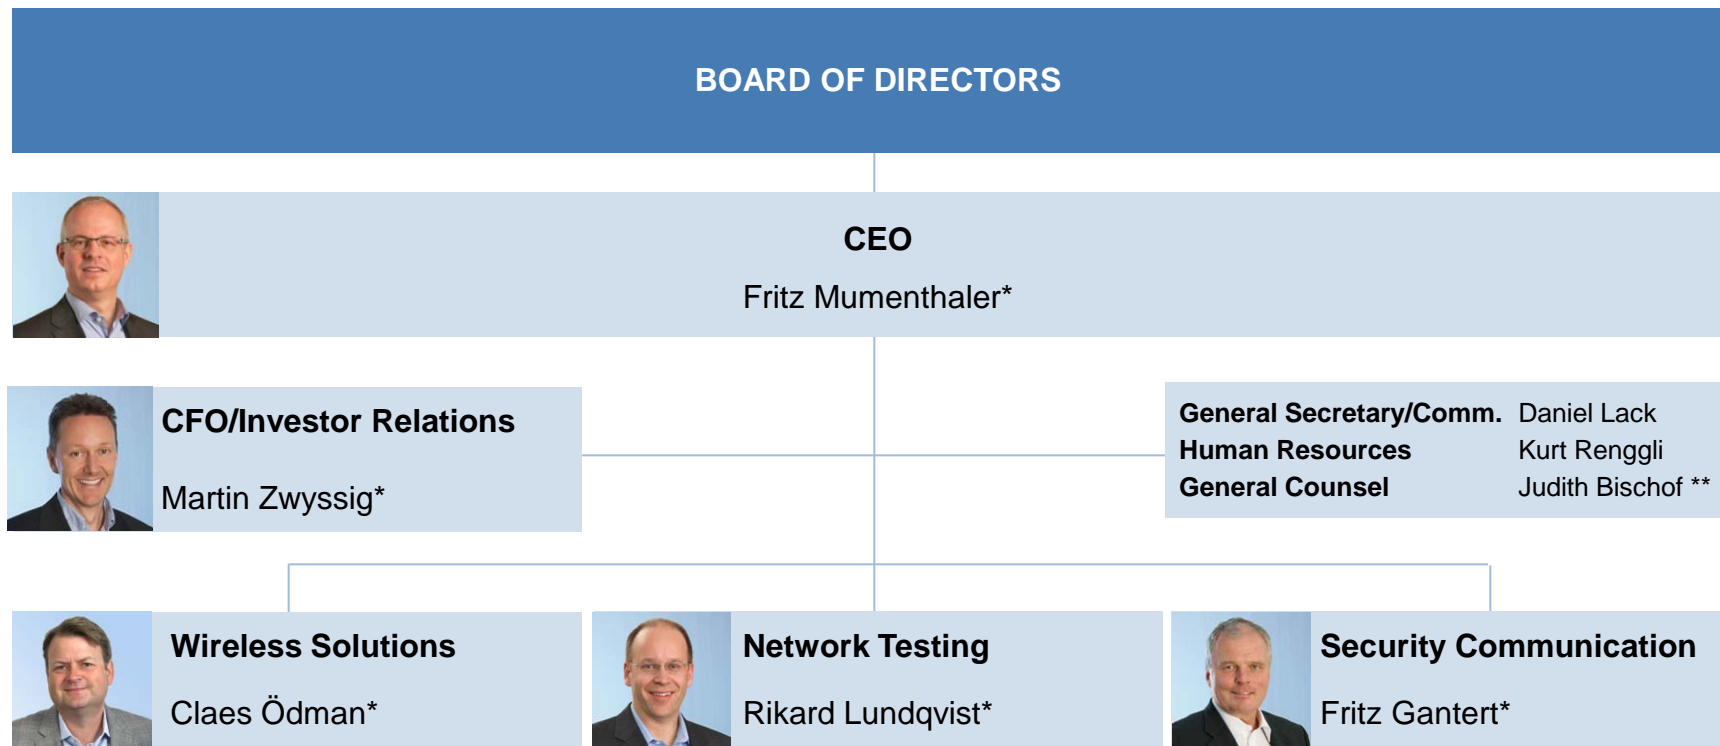 BOARD OF DIRECTORS
CEO
Fritz Mumenthaler*
CFO/Investor Relations
Martin Zwyssig*
General Secretary/Comm. Daniel Lack
Human Resources Kurt Renggli
General Counsel Judith Bischof **
Wireless Solutions
Claes Ödman*
Network Testing
Rikard Lundqvist*
Security Communication
Fritz Gantert*